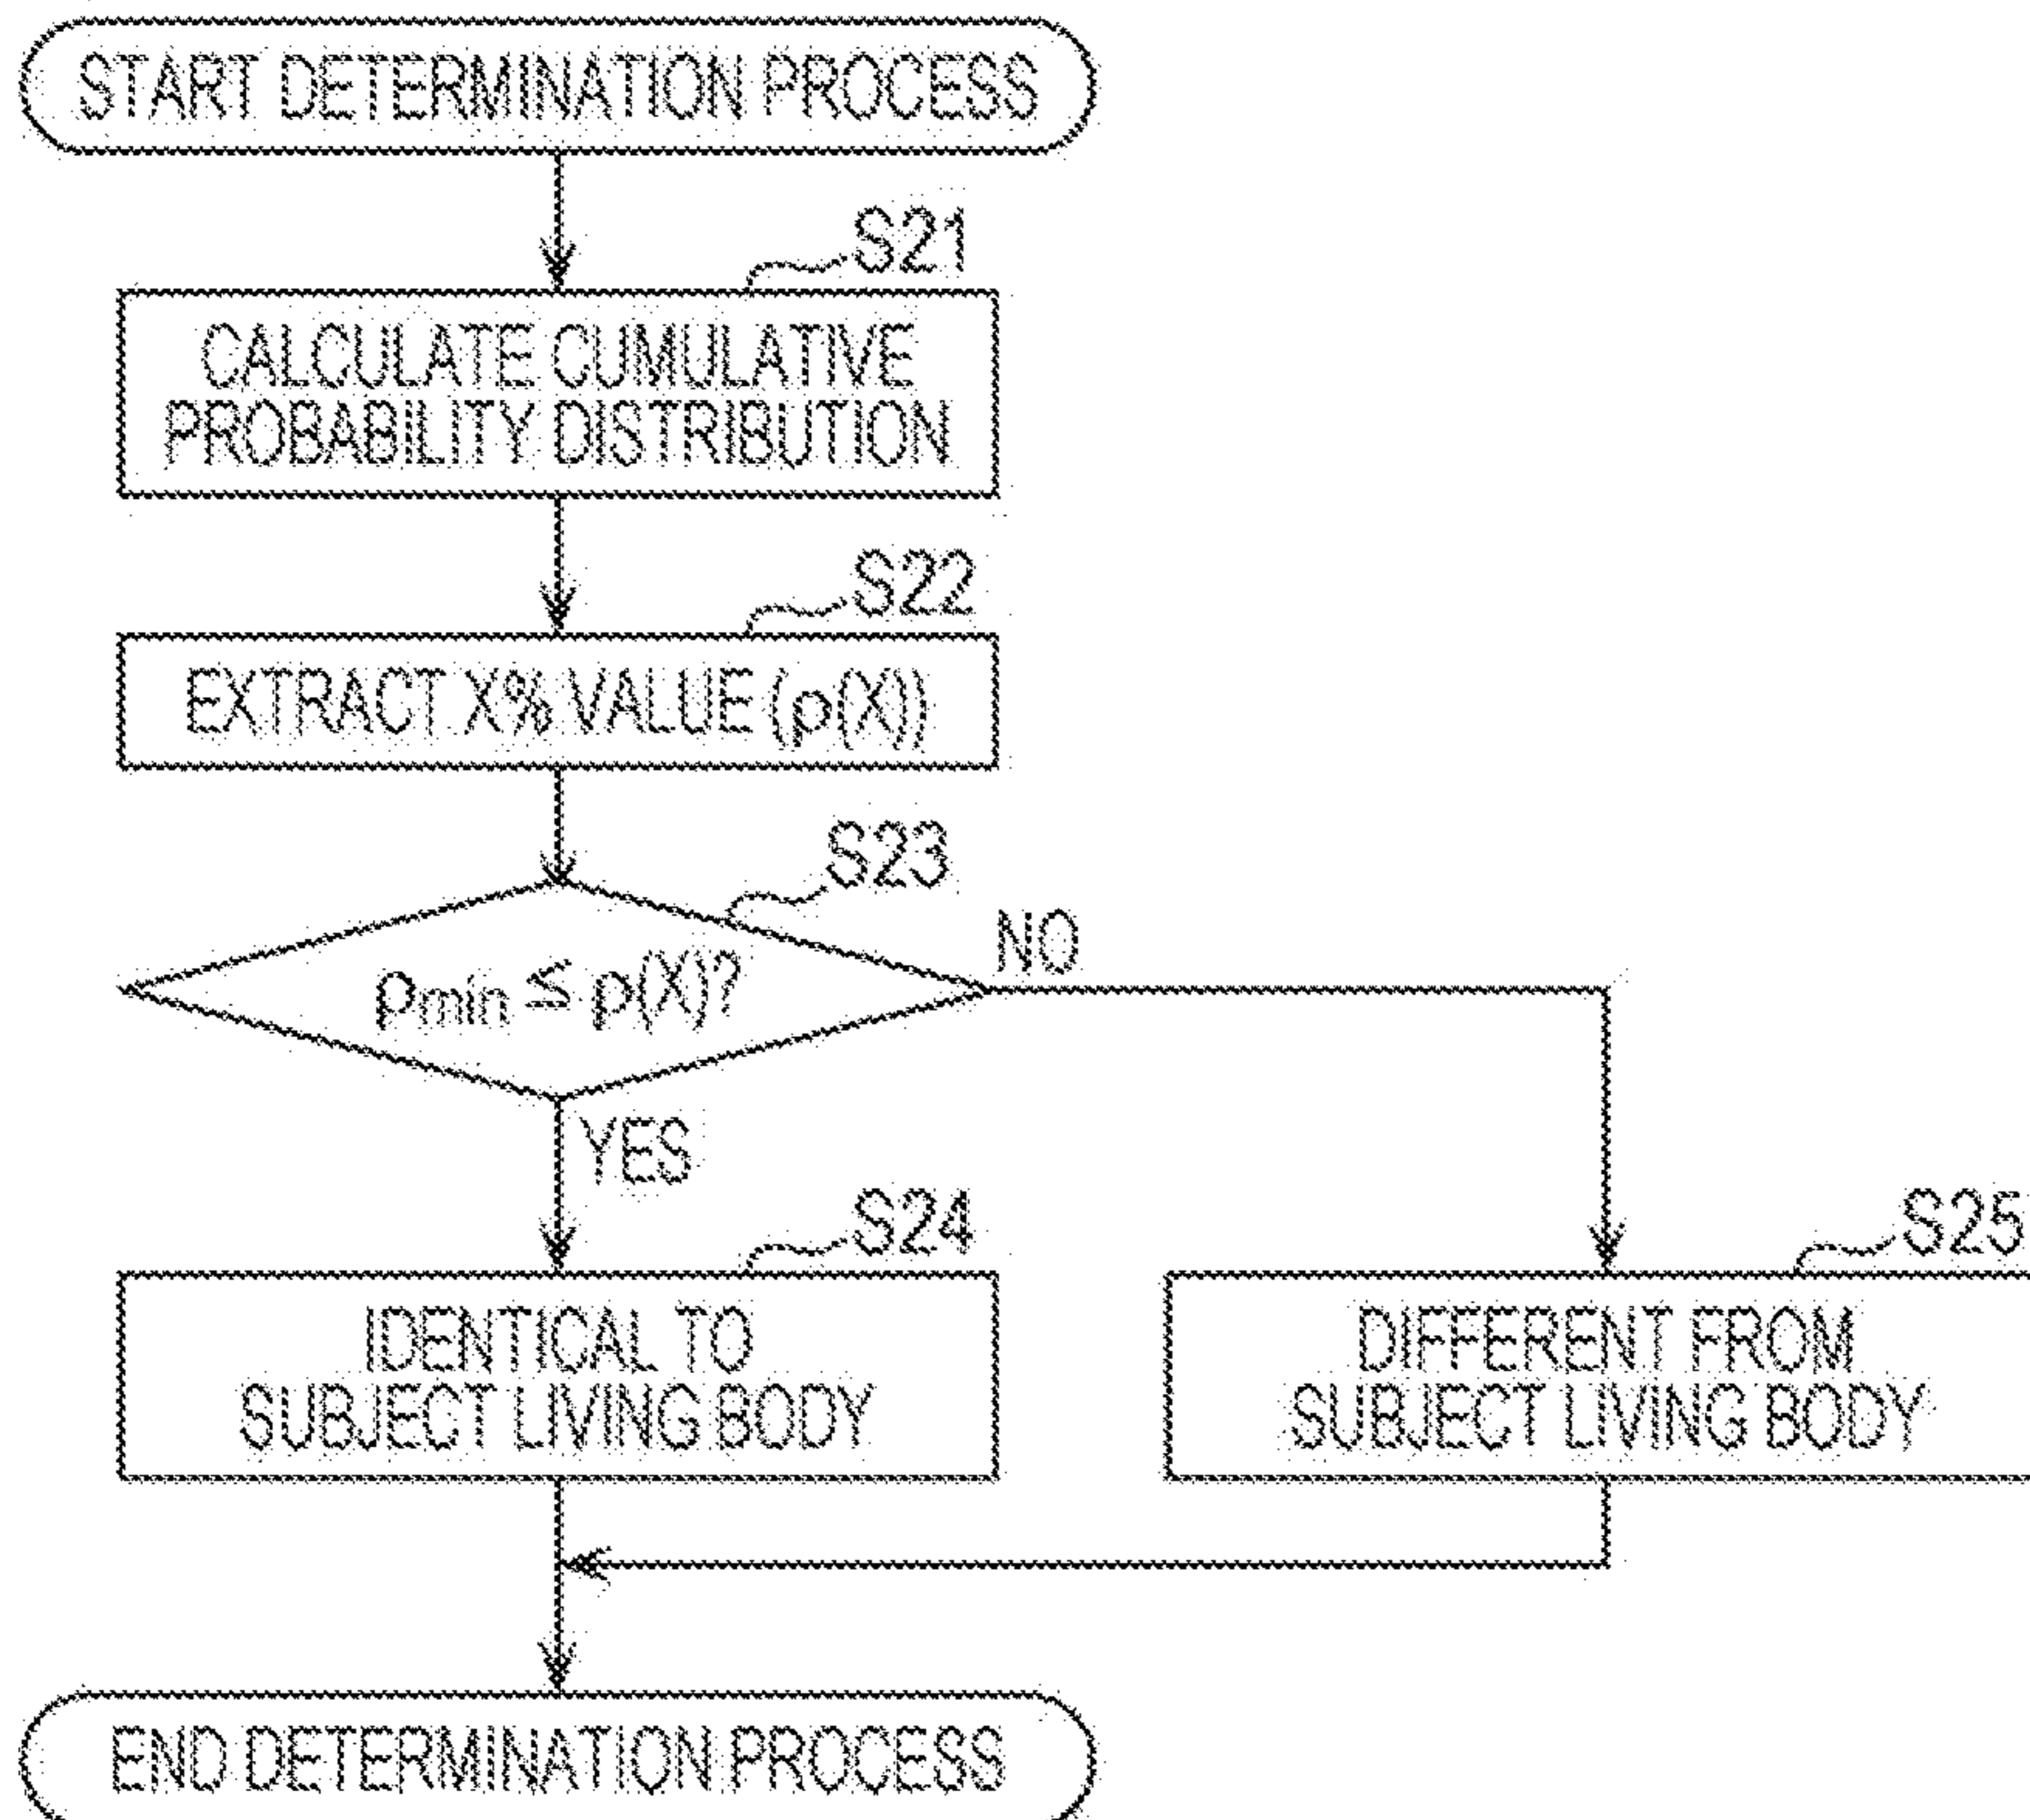 START DETERMINATION PROCESS
S21
CALCULATE CUMULATIVE
PROBABILITY DISTRIBUTION
S22
EXTRACT X% VALUE (ρ(X))
S23
ρmin ≤ ρ(X)?
NO
YES
S24
IDENTICAL TO
SUBJECT LIVING BODY
S25
DIFFERENT FROM
SUBJECT LIVING BODY
END DETERMINATION PROCESS